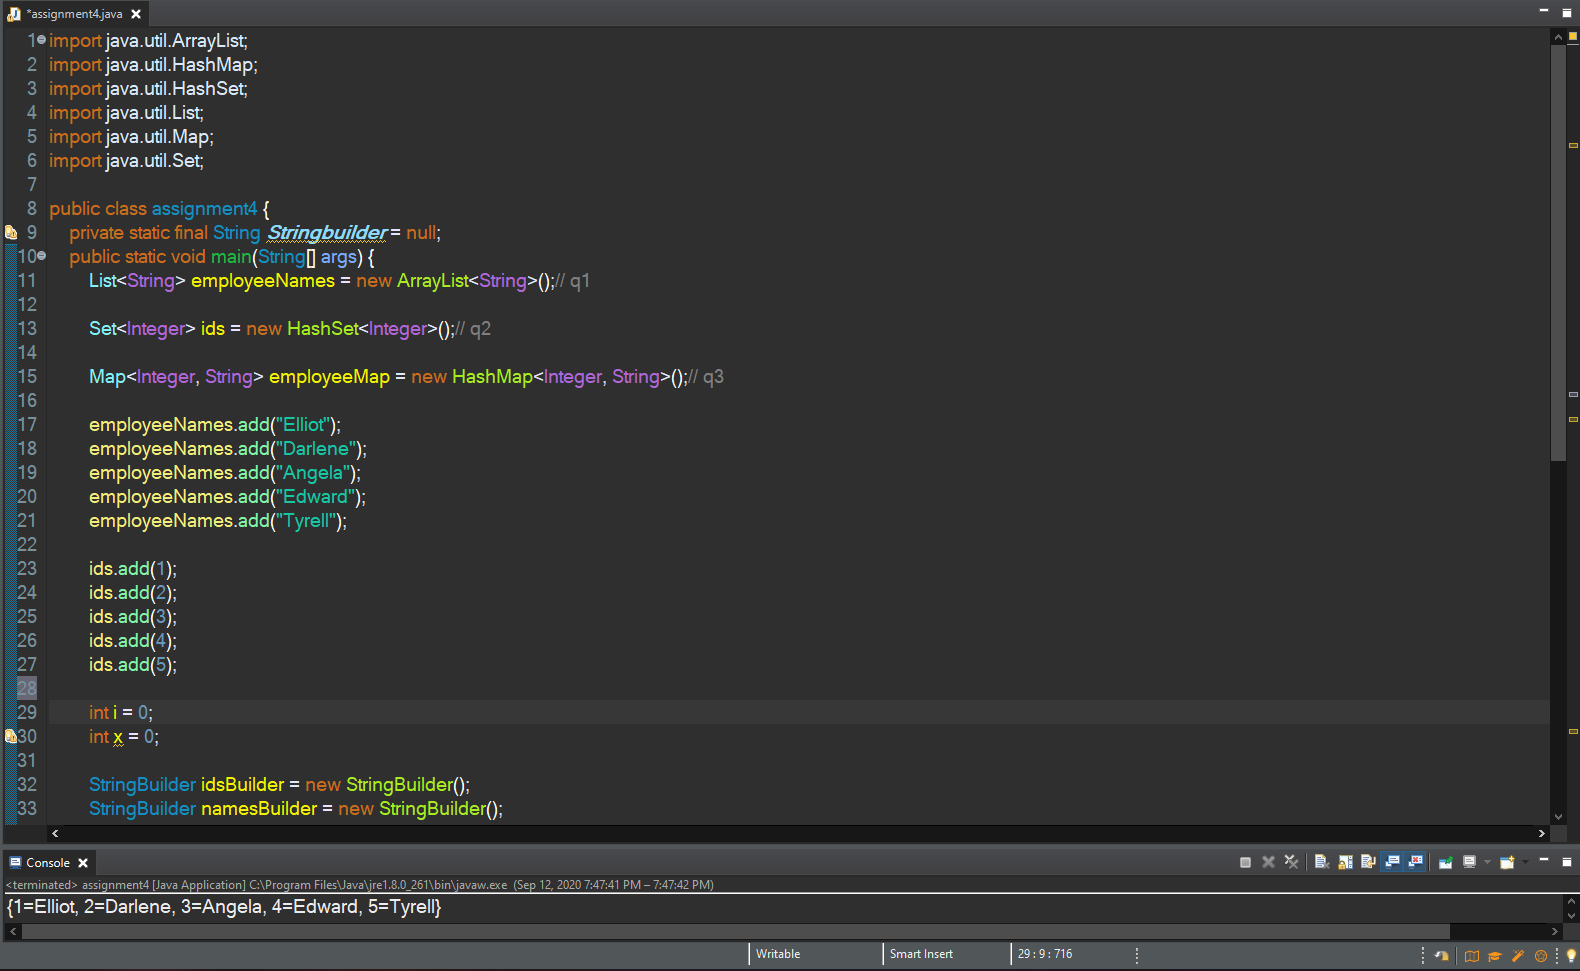 *assignment4.java
1 import java.util.ArrayList;
2 import java.util.HashMap;
3 import java.util.HashSet;
4 import java.util.List;
5 import java.util.Map;
6 import java.util.Set;
7
8 public class assignment4 {
9 private static final String Stringbuilder = null;
10 public static void main(String[] args) {
11 List<String> employeeNames = new ArrayList<String>();// q1
12
13 Set<Integer> ids = new HashSet<Integer>();// q2
14
15 Map<Integer, String> employeeMap = new HashMap<Integer, String>();// q3
16
17 employeeNames.add("Elliot");
18 employeeNames.add("Darlene");
19 employeeNames.add("Angela");
20 employeeNames.add("Edward");
21 employeeNames.add("Tyrell");
22
23 ids.add(1);
24 ids.add(2);
25 ids.add(3);
26 ids.add(4);
27 ids.add(5);
28
29 int i = 0;
30 int x = 0;
31
32 StringBuilder idsBuilder = new StringBuilder();
33 StringBuilder namesBuilder = new StringBuilder();
Console
<terminated> assignment4 [Java Application] C:\Program Files\Java\jre1.8.0_261\bin\javaw.exe (Sep 12, 2020 7:47:41 PM – 7:47:42 PM)
{1=Elliot, 2=Darlene, 3=Angela, 4=Edward, 5=Tyrell}
Writable Smart Insert 29 : 9 : 716